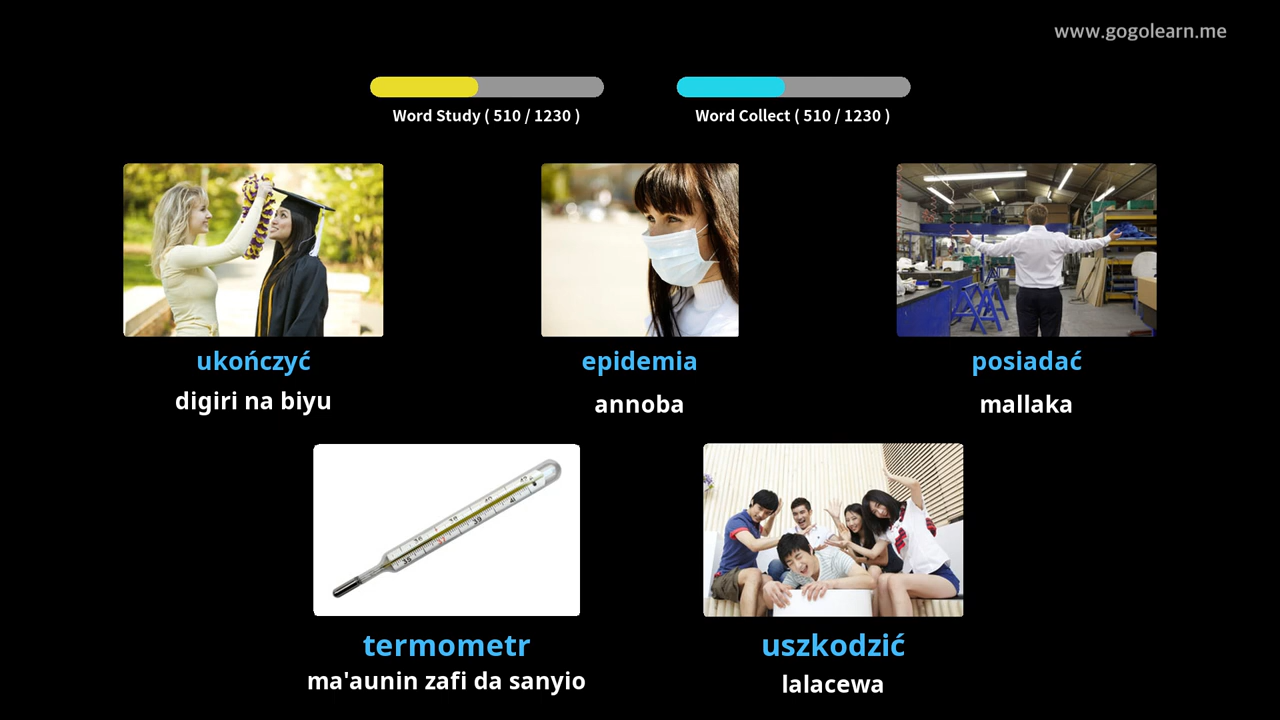 www.gogolearn.me
Word Study ( 510 / 1230 )
Word Collect ( 510 / 1230 )
ukończyć
epidemia
posiadać
digiri na biyu
annoba
mallaka
termometr
uszkodzić
ma'aunin zafi da sanyio
lalacewa